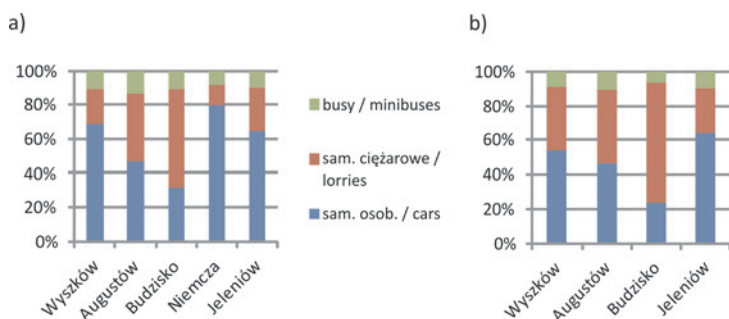 a)
100%
80%
60%
40%
20%
0%
Wyszków
Augustów
Budzisko
Niemcza
Jeleniów
busy / minibuses
sam. ciężarowe /
lorries
sam. osob. / cars
b)
100%
80%
60%
40%
20%
0%
Wyszków
Augustów
Budzisko
Jeleniów